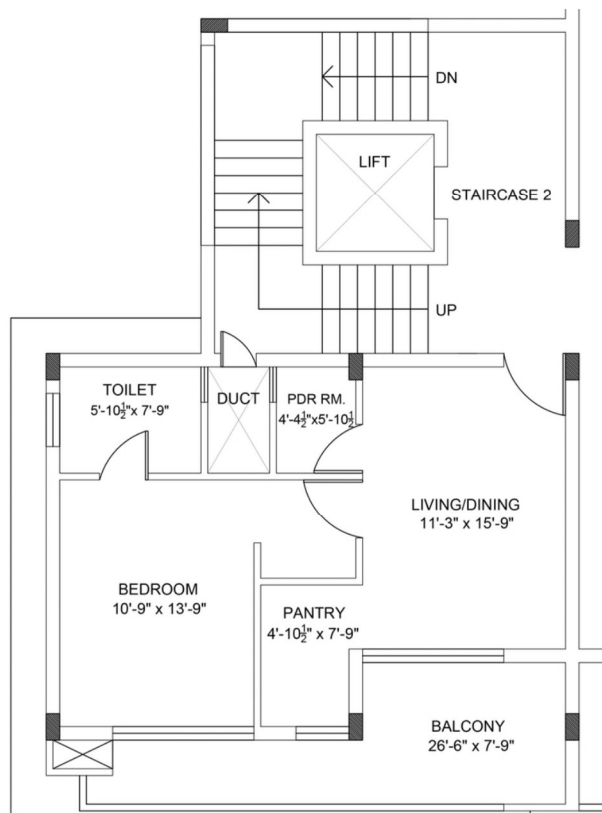 DN
LIFT
STAIRCASE 2
UP
TOILET
5'-10½"x 7'-9"
DUCT
PDR RM.
4'-4½"x5'-10½
LIVING/DINING
11'-3" x 15'-9"
BEDROOM
10'-9" x 13'-9"
PANTRY
4'-10½" x 7'-9"
BALCONY
26'-6" x 7'-9"